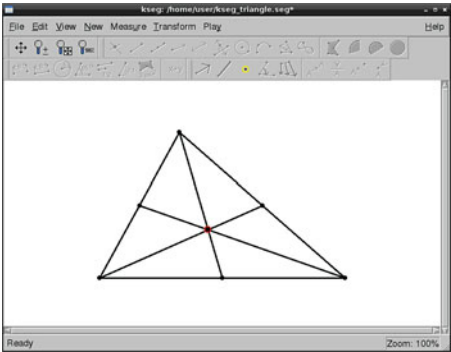 kseg: /home/user/kseg_triangle.seg*
File Edit View New Measure Transform Play Help
Ready Zoom: 100%